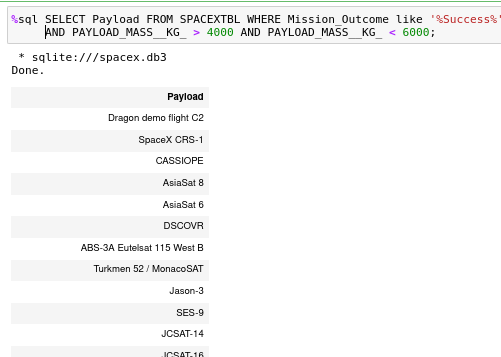 %sql SELECT Payload FROM SPACEXTBL WHERE Mission_Outcome like '%Success%'
AND PAYLOAD_MASS__KG_ > 4000 AND PAYLOAD_MASS__KG_ < 6000;
* sqlite:///spacex.db3
Done.
Payload
Dragon demo flight C2
SpaceX CRS-1
CASSIOPE
AsiaSat 8
AsiaSat 6
DSCOVR
ABS-3A Eutelsat 115 West B
Turkmen 52 / MonacoSAT
Jason-3
SES-9
JCSAT-14
JCSAT-16